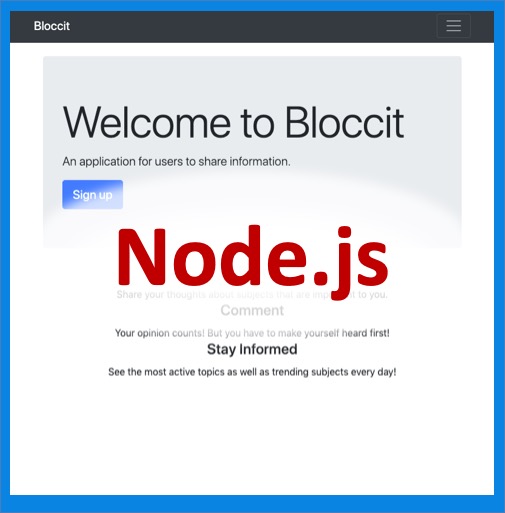 Bloccit
Welcome to Bloccit
An application for users to share information.
Sign up
Node.js
Share your thoughts about subjects that are important to you.
Comment
Your opinion counts! But you have to make yourself heard first!
Stay Informed
See the most active topics as well as trending subjects every day!